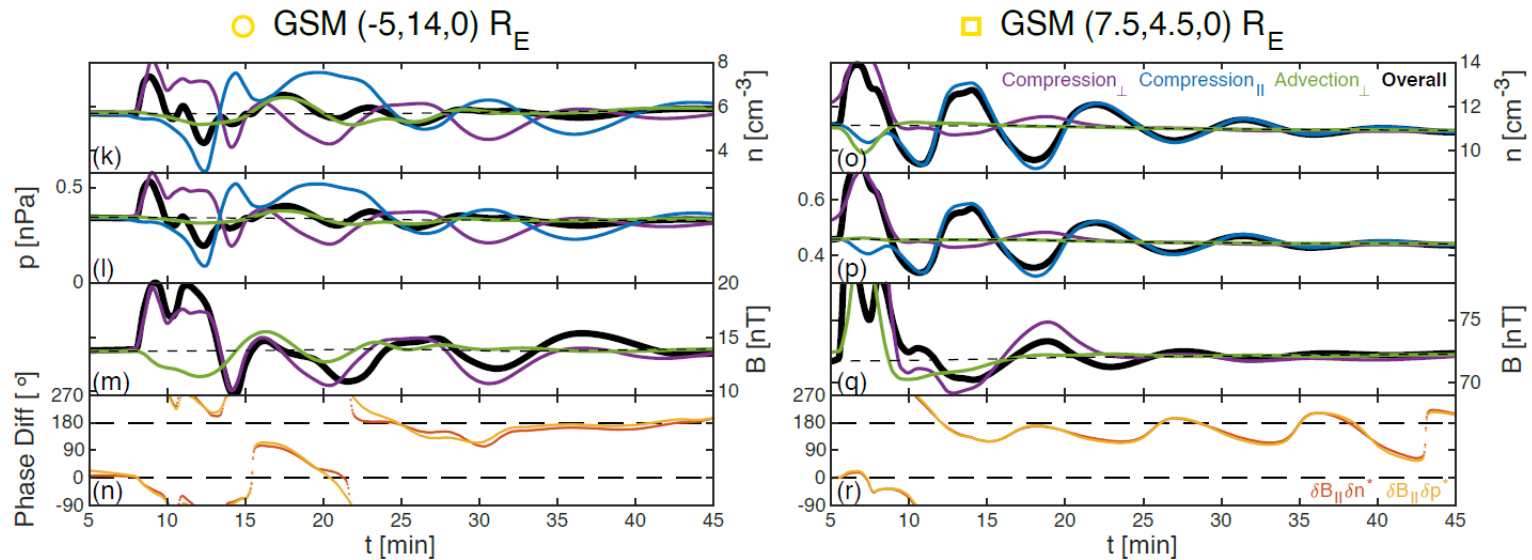 GSM (-5,14,0) R_E
GSM (7.5,4.5,0) R_E
8
6
4
n [cm⁻³]
(k)
Compression⊥ Compression|| Advection⊥ Overall
14
12
10
n [cm⁻³]
(o)
p [nPa]
0.5
0
(l)
0.6
0.4
(p)
20
15
10
B [nT]
(m)
75
70
B [nT]
(q)
Phase Diff [°]
270
180
90
0
-90
(n)
270
180
90
0
-90
(r)
δB||δn* δB||δp*
5 10 15 20 25 30 35 40 45
t [min]
5 10 15 20 25 30 35 40 45
t [min]